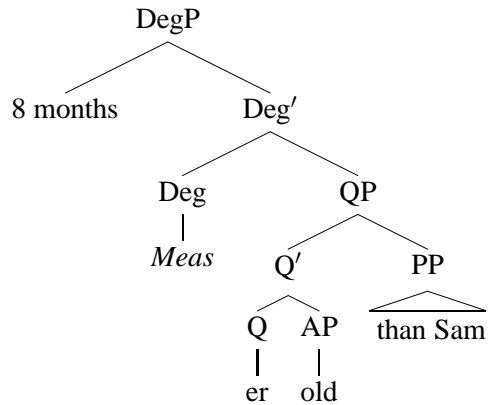 DegP
8 months Deg′
Deg QP
Meas Q′ PP
Q AP than Sam
er old